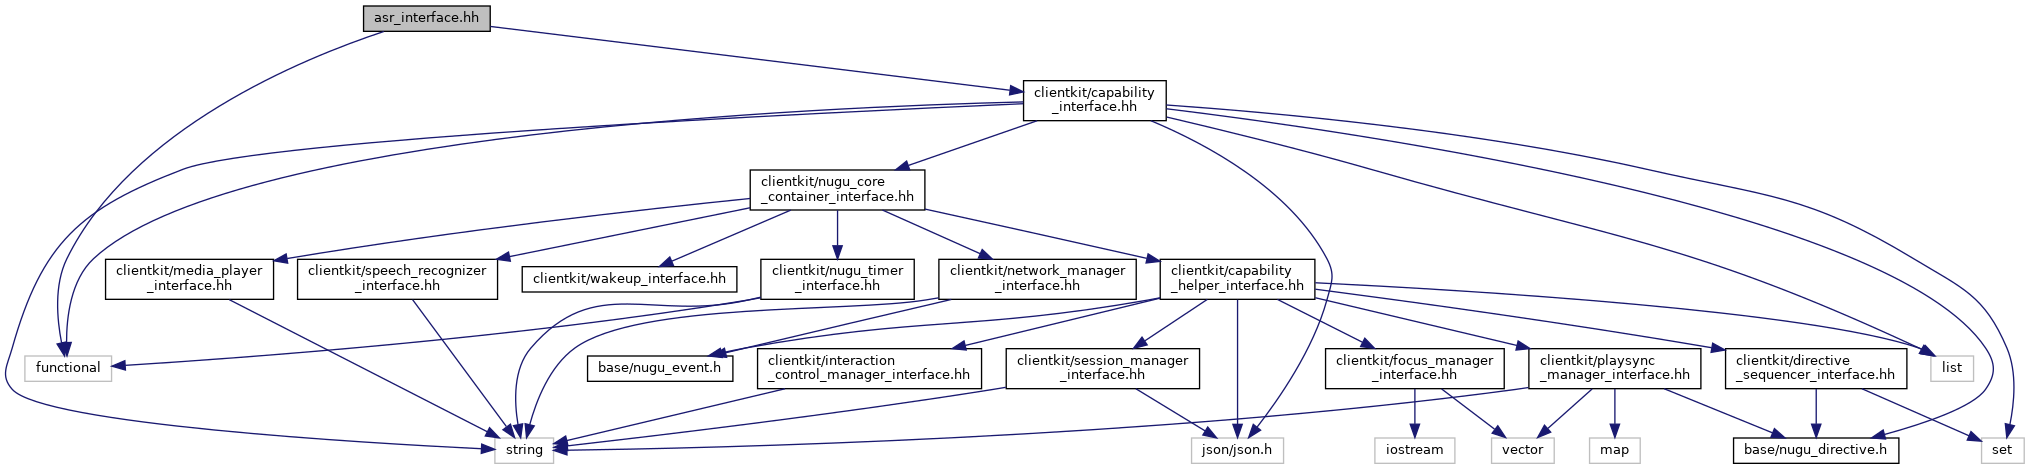 asr_interface.hh
clientkit/capability
_interface.hh
clientkit/nugu_core
_container_interface.hh
clientkit/media_player
_interface.hh
clientkit/speech_recognizer
_interface.hh
clientkit/wakeup_interface.hh
clientkit/nugu_timer
_interface.hh
clientkit/network_manager
_interface.hh
clientkit/capability
_helper_interface.hh
functional
base/nugu_event.h
clientkit/interaction
_control_manager_interface.hh
clientkit/session_manager
_interface.hh
clientkit/focus_manager
_interface.hh
clientkit/playsync
_manager_interface.hh
clientkit/directive
_sequencer_interface.hh
list
string
json/json.h
iostream
vector
map
base/nugu_directive.h
set